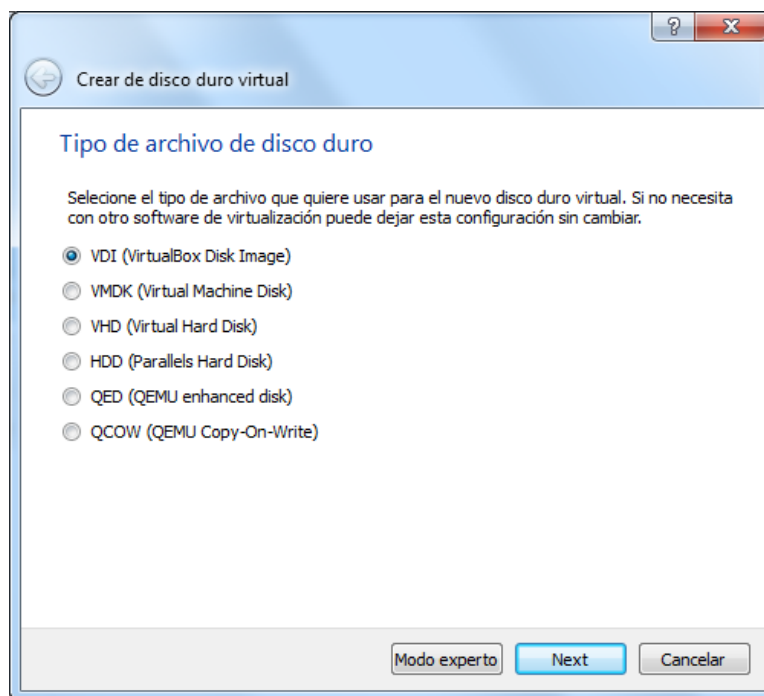 Crear de disco duro virtual
Tipo de archivo de disco duro
Selecione el tipo de archivo que quiere usar para el nuevo disco duro virtual. Si no necesita
con otro software de virtualización puede dejar esta configuración sin cambiar.
VDI (VirtualBox Disk Image)
VMDK (Virtual Machine Disk)
VHD (Virtual Hard Disk)
HDD (Parallels Hard Disk)
QED (QEMU enhanced disk)
QCOW (QEMU Copy-On-Write)
Modo experto Next Cancelar